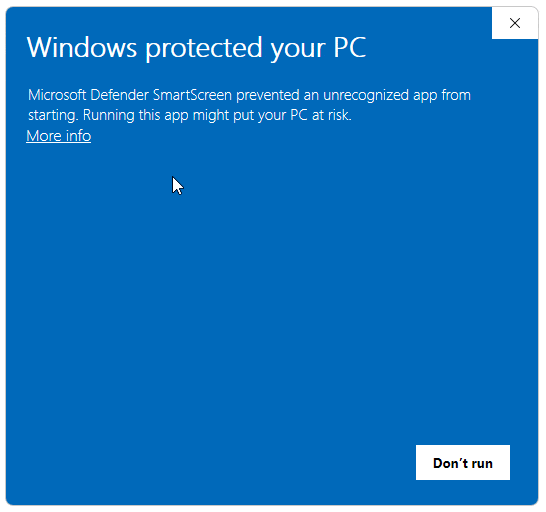 Windows protected your PC
Microsoft Defender SmartScreen prevented an unrecognized app from
starting. Running this app might put your PC at risk.
More info
Don’t run